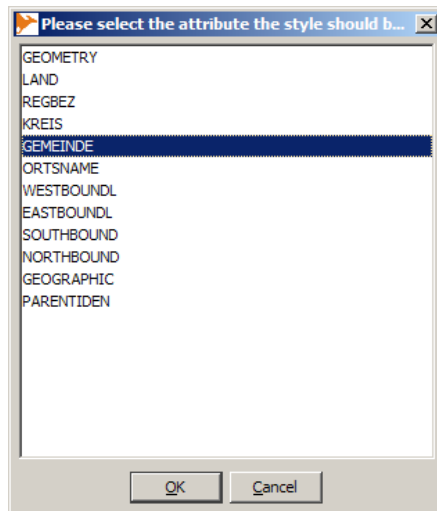 Please select the attribute the style should b...
GEOMETRY
LAND
REGBEZ
KREIS
GEMEINDE
ORTSNAME
WESTBOUNDL
EASTBOUNDL
SOUTHBOUND
NORTHBOUND
GEOGRAPHIC
PARENTIDEN
OK Cancel